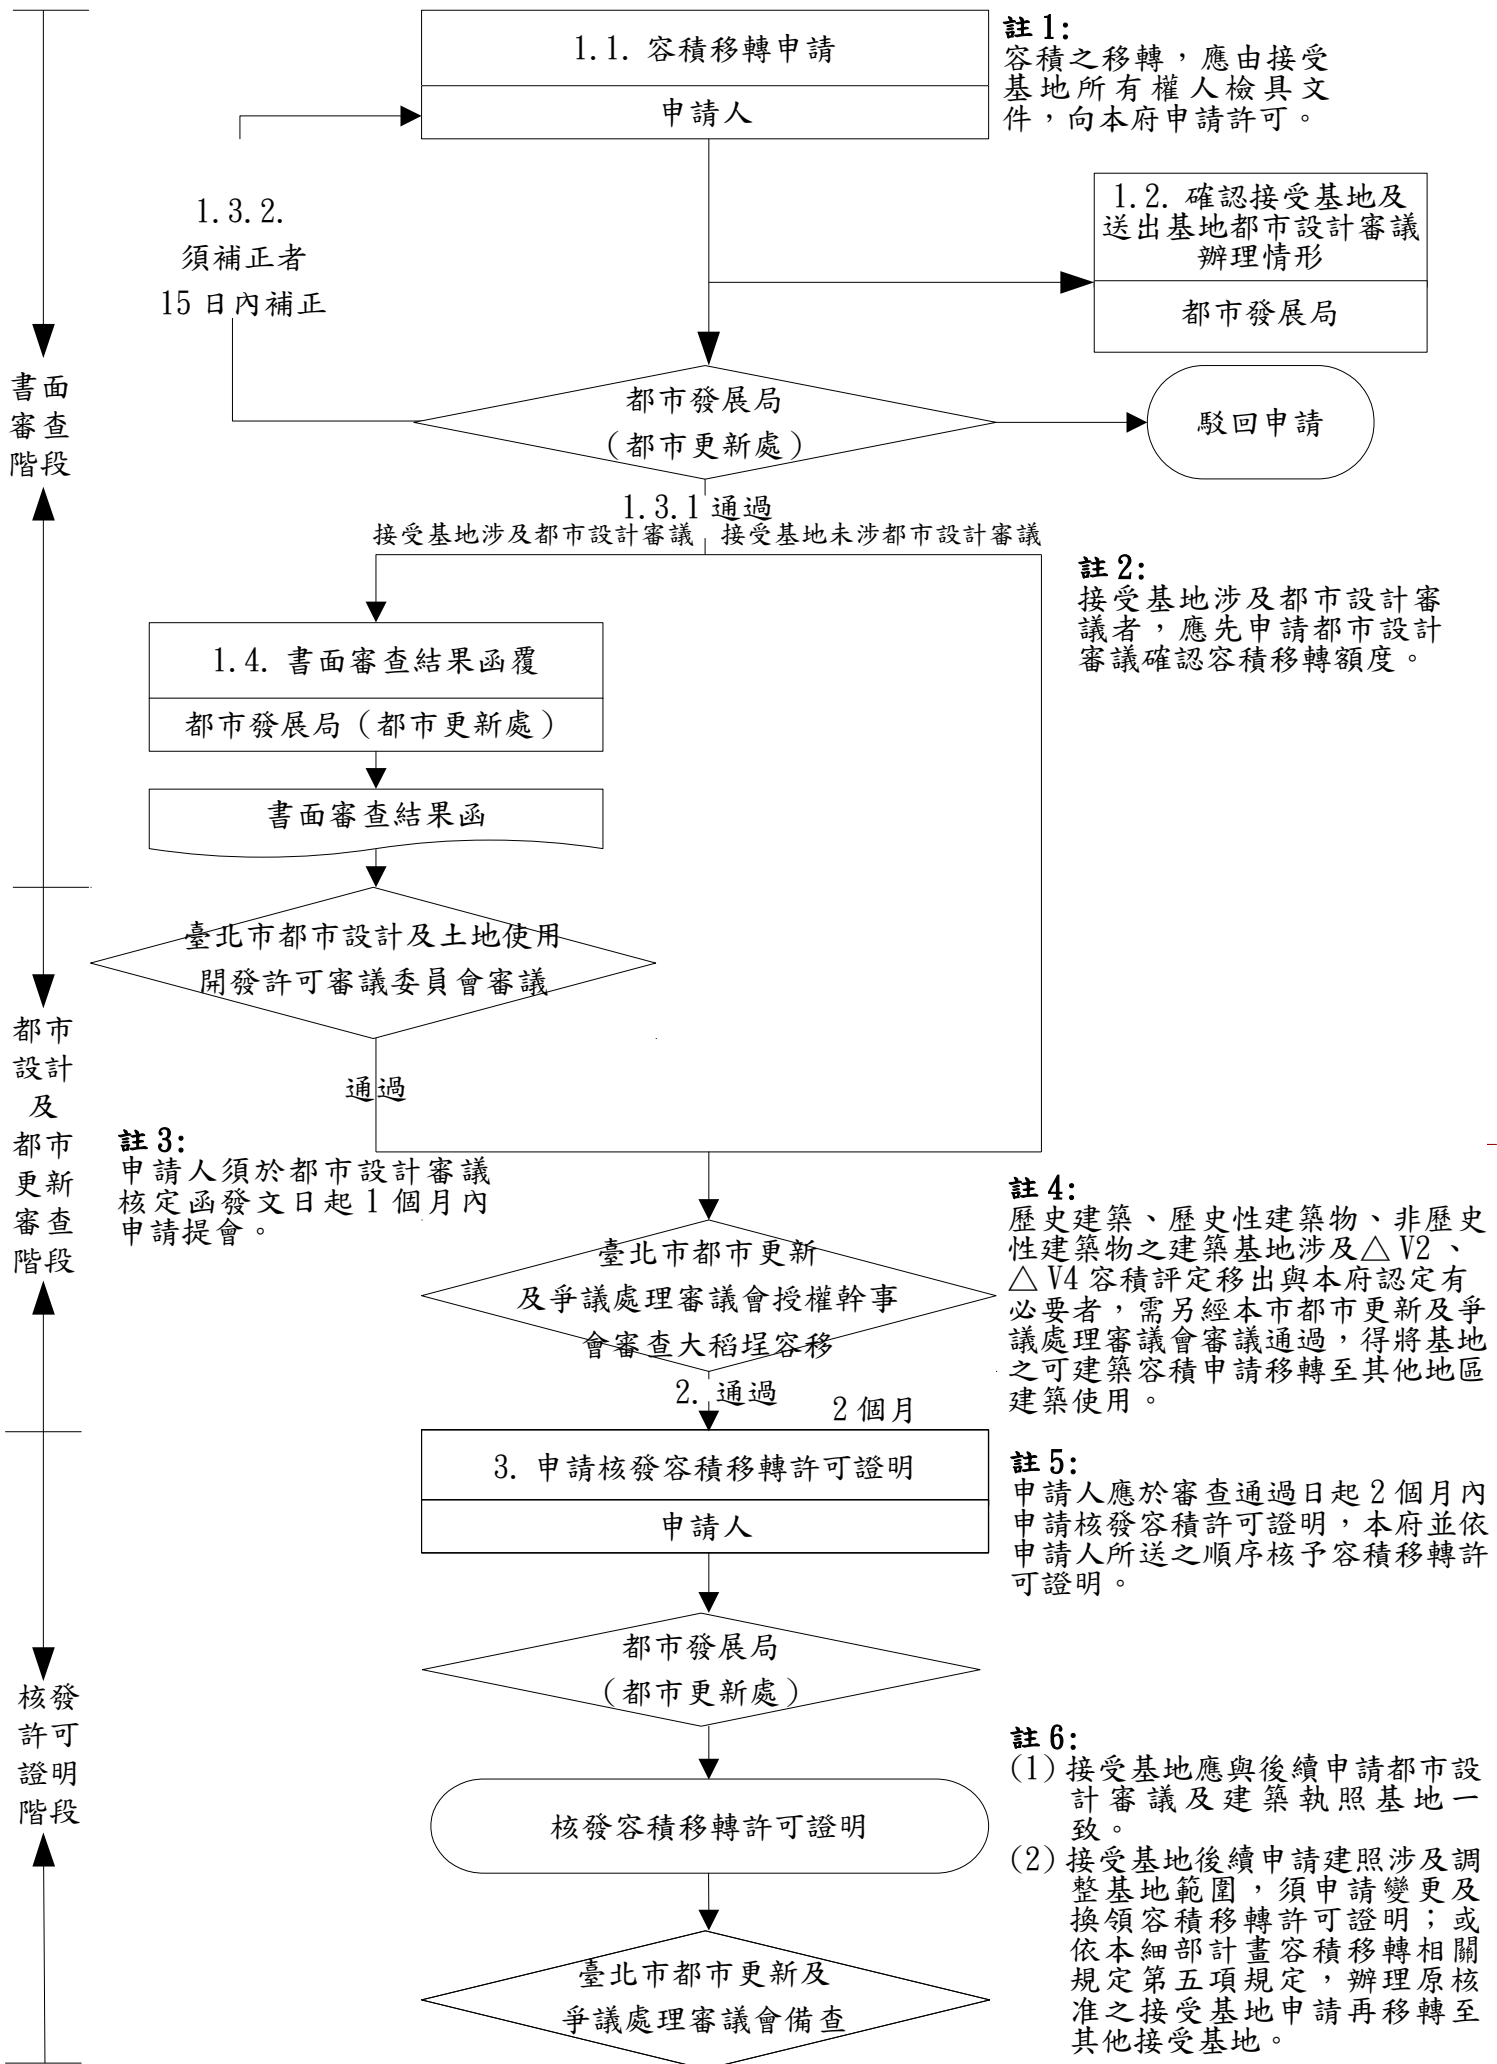 1.1. 容積移轉申請
申請人
註 1:
容積之移轉，應由接受
基地所有權人檢具文
件，向本府申請許可。
1.2. 確認接受基地及
送出基地都市設計審議
辦理情形
都市發展局
1.3.2.
須補正者
15 日內補正
書面
審查
階段
都市發展局
（都市更新處）
駁回申請
1.3.1 通過
接受基地涉及都市設計審議
接受基地未涉都市設計審議
註 2:
接受基地涉及都市設計審
議者，應先申請都市設計
審議確認容積移轉額度。
1.4. 書面審查結果函覆
都市發展局（都市更新處）
書面審查結果函
臺北市都市設計及土地使用
開發許可審議委員會審議
都市
設計
及
都市
更新
審查
階段
通過
註 3:
申請人須於都市設計審議
核定函發文日起 1 個月內
申請提會。
臺北市都市更新
及爭議處理審議會授權幹事
會審查大稻埕容移
註 4:
歷史建築、歷史性建築物、非歷史
性建築物之建築基地涉及△ V2 、
△ V4 容積評定移出與本府認定有
必要者，需另經本市都市更新及爭
議處理審議會審議通過，得將基地
之可建築容積申請移轉至其他地區
建築使用。
2. 通過
2 個月
3. 申請核發容積移轉許可證明
申請人
註 5:
申請人應於審查通過日起 2 個月內
申請核發容積許可證明，本府並依
申請人所送之順序核予容積移轉許
可證明。
都市發展局
（都市更新處）
核發
許可
證明
階段
核發容積移轉許可證明
註 6:
(1) 接受基地應與後續申請都市設
計審議及建築執照基地一
致。
(2) 接受基地後續申請建照涉及調
整基地範圍，須申請變更及
換領容積移轉許可證明；或
依本細部計畫容積移轉相關
規定第五項規定，辦理原核
准之接受基地申請再移轉至
其他接受基地。
臺北市都市更新及
爭議處理審議會備查